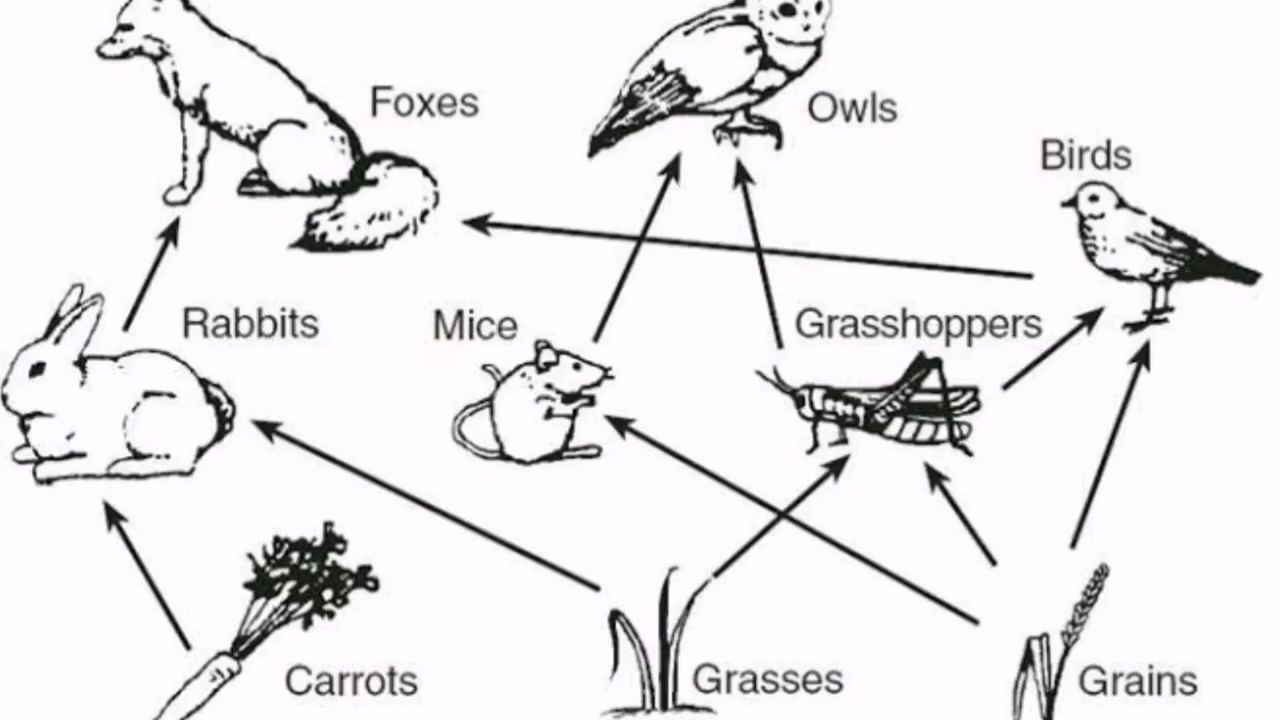 Foxes
Owls
Birds
Rabbits
Mice
Grasshoppers
Carrots
Grasses
Grains